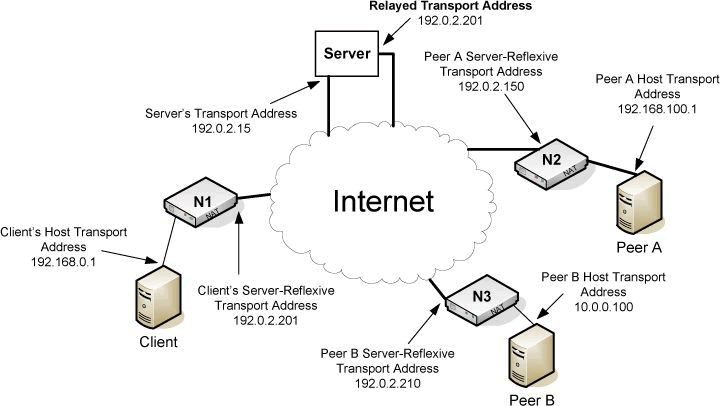 Relayed Transport Address
192.0.2.201
Server
Peer A Server-Reflexive
Transport Address
192.0.2.150
Peer A Host Transport
Address
192.168.100.1
Server's Transport Address
192.0.2.15
N2
NAT
Peer A
N1
NAT
Internet
Client's Host Transport
Address
192.168.0.1
Client's Server-Reflexive
Transport Address
192.0.2.201
Client
N3
NAT
Peer B Host Transport
Address
10.0.0.100
Peer B Server-Reflexive
Transport Address
192.0.2.210
Peer B